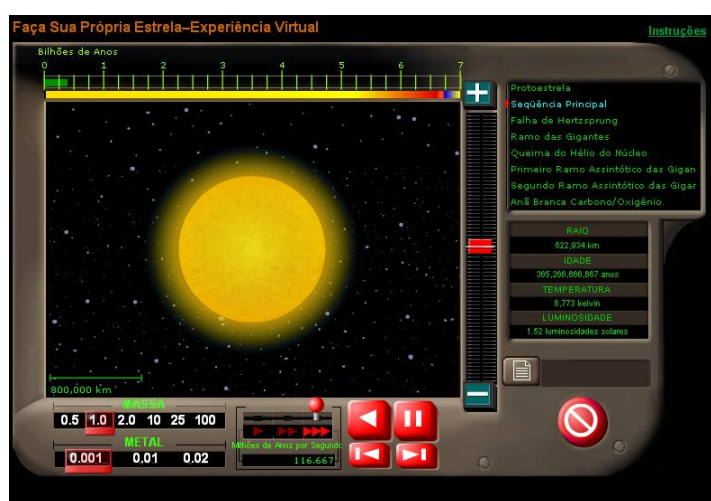 Faça Sua Própria Estrela–Experiência Virtual
Instruções
Bilhões de Anos
0 1 2 3 4 5 6 7
Protoestrela
Seqüência Principal
Falha de Hertzsprung
Ramo das Gigantes
Queima do Hélio do Núcleo
Primeiro Ramo Assintótico das Gigan
Segundo Ramo Assintótico das Gigar
Anã Branca Carbono/Oxigênio
RAIO
622,934 km
IDADE
365,266,666,667 anos
TEMPERATURA
6,773 kelvin
LUMINOSIDADE
1.52 luminosidades solares
800,000 km
MASSA
0.5 1.0 2.0 10 25 100
METAL
0.001 0.01 0.02
Milhões de Anos por Segundo
116.667